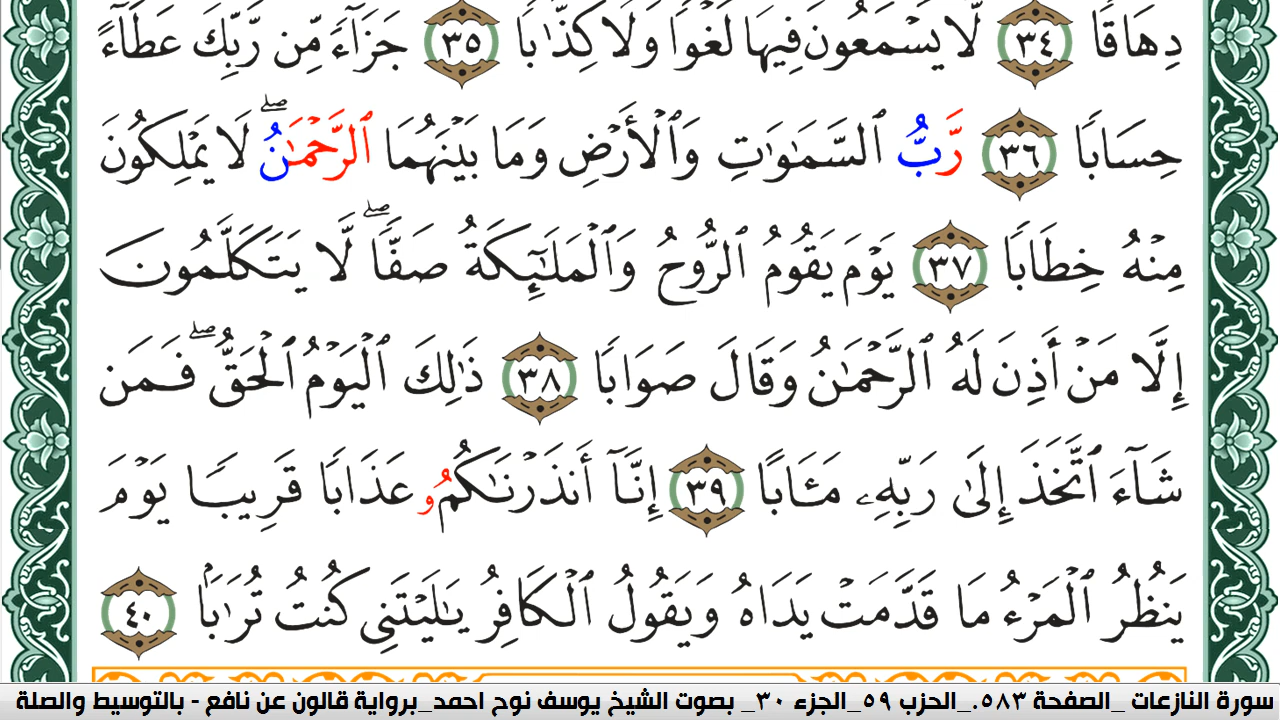 دِهَاقًا ٣٤ لَّا يَسْمَعُونَ فِيهَا لَغْوًا وَلَا كِذَّٰبًا ٣٥ جَزَآءً مِّن رَّبِّكَ عَطَآءً
حِسَابًا ٣٦ رَّبُّ ٱلسَّمَٰوَٰتِ وَٱلْأَرْضِ وَمَا بَيْنَهُمَا ٱلرَّحْمَٰنُۖ لَا يَمْلِكُونَ
مِنْهُ خِطَابًا ٣٧ يَوْمَ يَقُومُ ٱلرُّوحُ وَٱلْمَلَٰٓئِكَةُ صَفًّاۖ لَّا يَتَكَلَّمُونَ
إِلَّا مَنْ أَذِنَ لَهُ ٱلرَّحْمَٰنُ وَقَالَ صَوَابًا ٣٨ ذَٰلِكَ ٱلْيَوْمُ ٱلْحَقُّۖ فَمَن
شَآءَ ٱتَّخَذَ إِلَىٰ رَبِّهِۦ مَـَٔابًا ٣٩ إِنَّآ أَنذَرْنَٰكُمُو عَذَابًا قَرِيبًا يَوْمَ
يَنظُرُ ٱلْمَرْءُ مَا قَدَّمَتْ يَدَاهُ وَيَقُولُ ٱلْكَافِرُ يَٰلَيْتَنِي كُنتُ تُرَٰبَۢا ٤٠
سورة النازعات _الصفحة ٥٨٣._الحزب ٥٩_الجزء ٣٠_ بصوت الشيخ يوسف نوح احمد_برواية قالون عن نافع - بالتوسيط والصلة